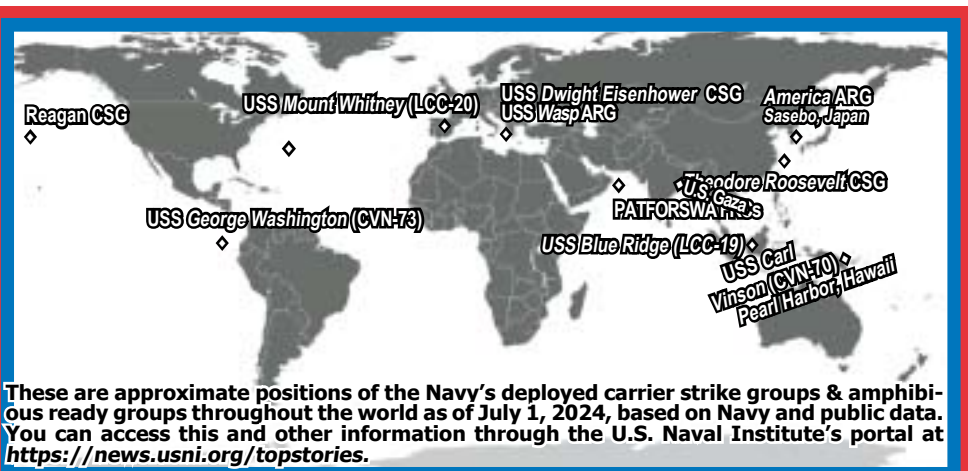 Reagan CSG
USS Mount Whitney (LCC-20)
USS Dwight Eisenhower CSG
USS Wasp ARG
America ARG
Sasebo, Japan
Theodore Roosevelt CSG
U.S. Gaza
USS George Washington (CVN-73)
USS Blue Ridge (LCC-19)
USS Carl
Vinson (CVN-70)
Pearl Harbor, Hawaii
These are approximate positions of the Navy’s deployed carrier strike groups & amphibi-
ous ready groups throughout the world as of July 1, 2024, based on Navy and public data.
You can access this and other information through the U.S. Naval Institute’s portal at
https://news.usni.org/topstories.